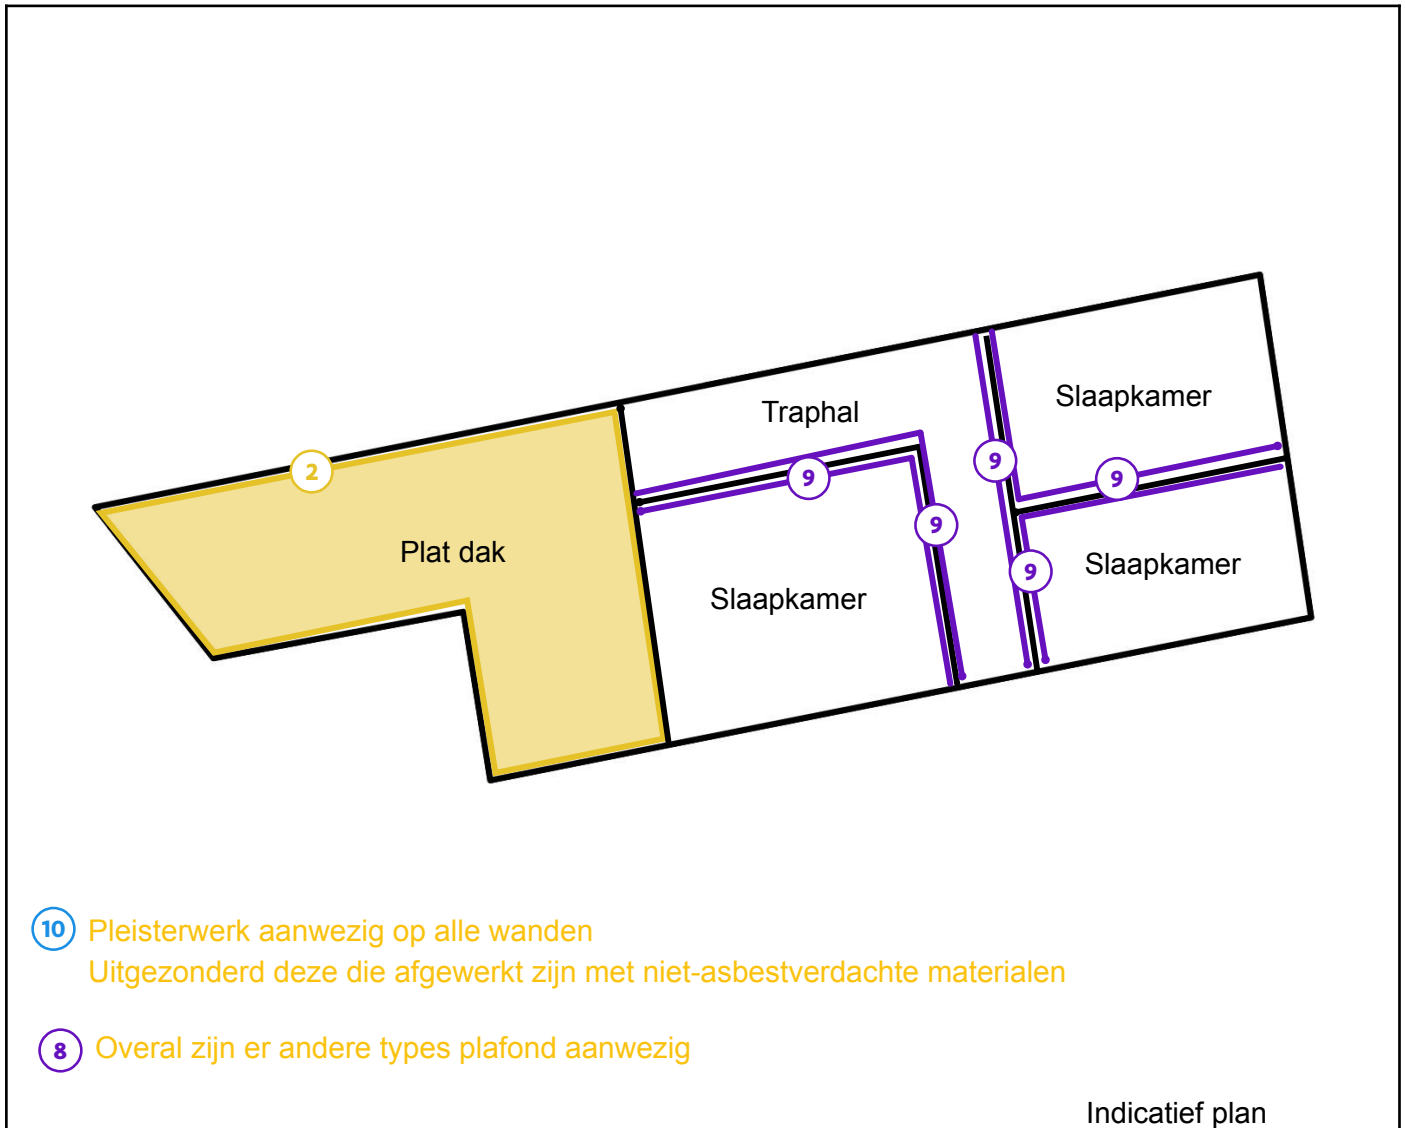 Slaapkamer
Traphal
9
9
2
9
9
Plat dak
Slaapkamer
9
Slaapkamer
10 Pleisterwerk aanwezig op alle wanden
Uitgezonderd deze die afgewerkt zijn met niet-asbestverdachte materialen
8 Overal zijn er andere types plafond aanwezig
Indicatief plan